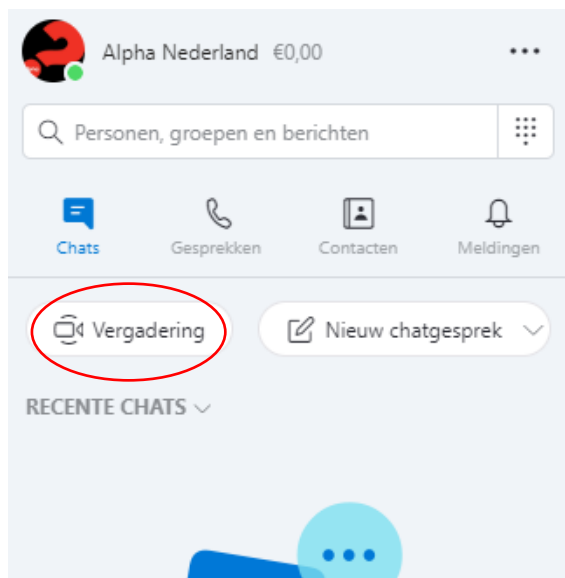 Alpha Nederland €0,00
Personen, groepen en berichten
Chats Gesprekken Contacten Meldingen
Vergadering Nieuw chatgesprek
RECENTE CHATS